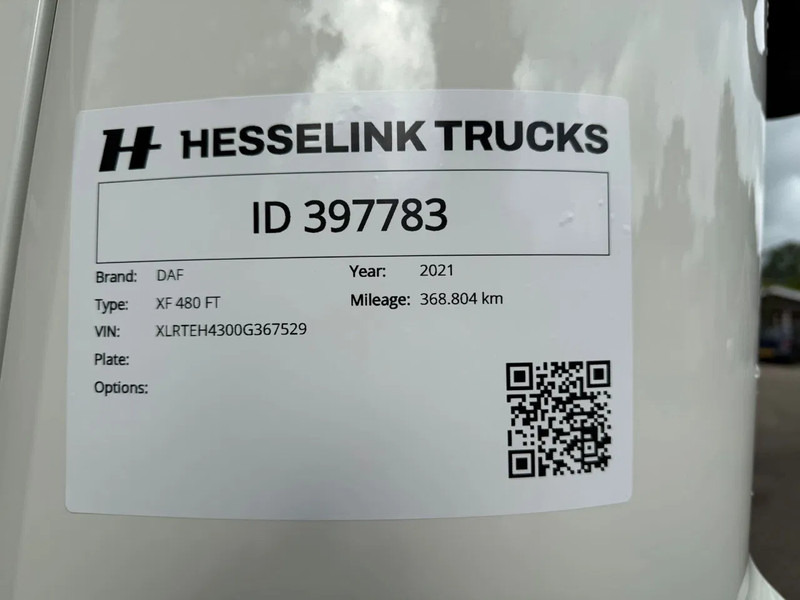 H HESSELINK TRUCKS
ID 397783
Brand: DAF Year: 2021
Type: XF 480 FT Mileage: 368.804 km
VIN: XLRTEH4300G367529
Plate:
Options: